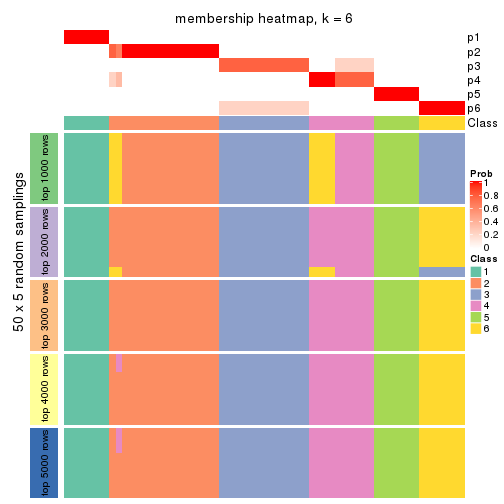 membership heatmap, k = 6
p1
p2
p3
p4
p5
p6
Class
50 x 5 random samplings
top 1000 rows
top 2000 rows
top 3000 rows
top 4000 rows
top 5000 rows
Prob
1
0.8
0.6
0.4
0.2
0
Class
1
2
3
4
5
6